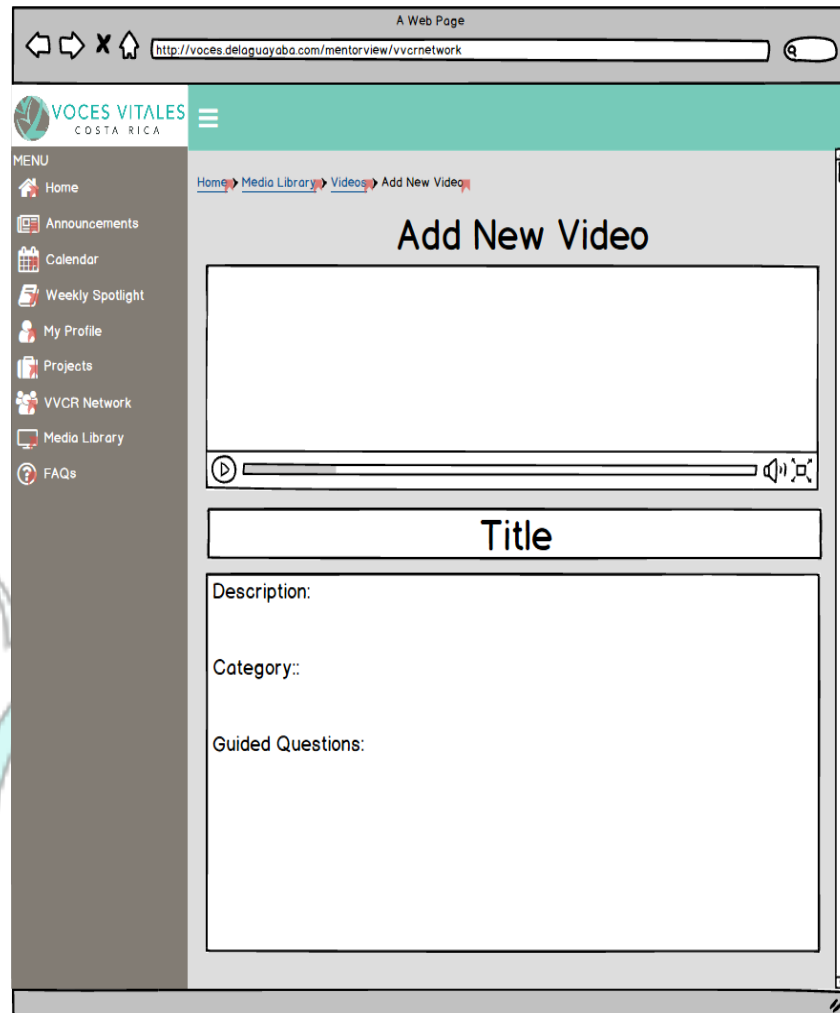 A Web Page
http://voces.delaguayaba.com/mentorview/vvcrnetwork
VOCES VITALES
COSTA RICA
MENU
Home
Announcements
Calendar
Weekly Spotlight
My Profile
Projects
VVCR Network
Media Library
FAQs
Home Media Library Videos Add New Video
Add New Video
Title
Description:
Category::
Guided Questions: